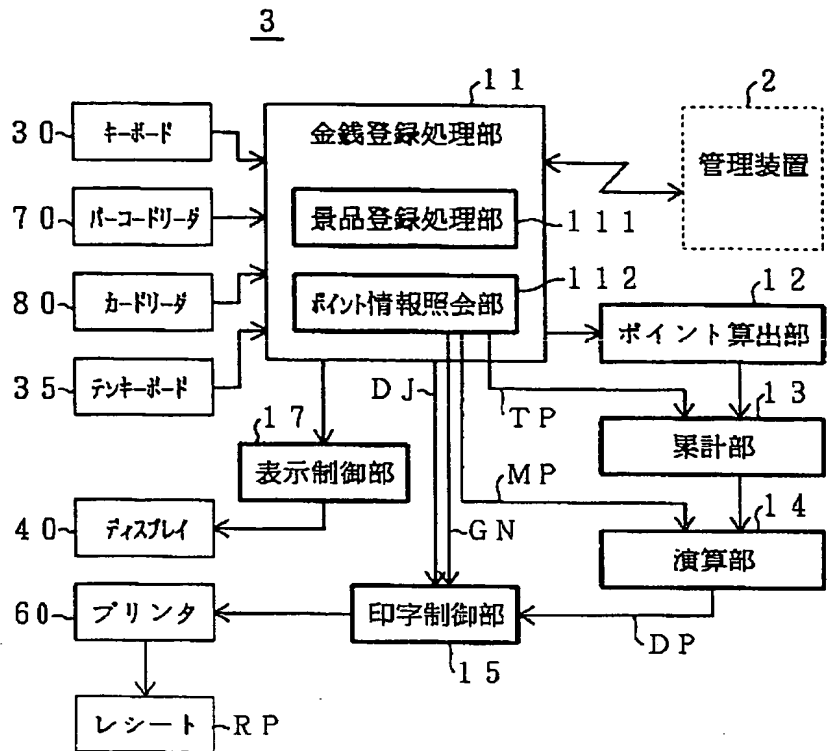 3
11
2
30
キーボード
金銭登録処理部
管理装置
70
バーコードリーダ
景品登録処理部
111
80
カードリーダ
ポイント情報照会部
112
12
ポイント算出部
35
テンキーボード
DJ
TP
13
累計部
17
表示制御部
MP
14
40
ディスプレイ
GN
演算部
60
プリンタ
印字制御部
15
DP
レシート
RP